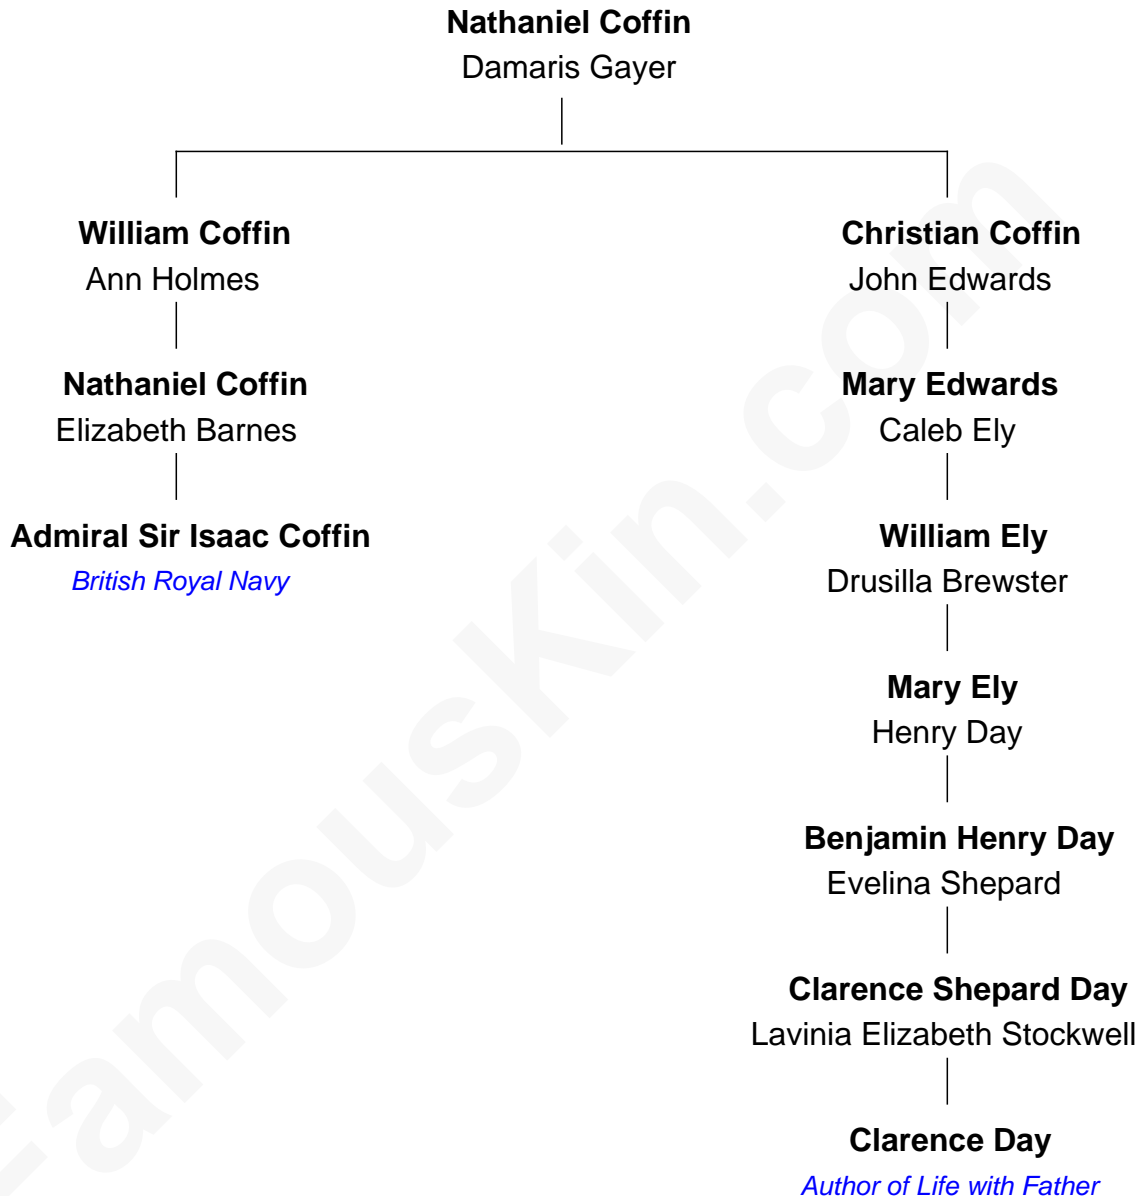 Nathaniel Coffin
Damaris Gayer
William Coffin
Ann Holmes
Christian Coffin
John Edwards
Nathaniel Coffin
Elizabeth Barnes
Mary Edwards
Caleb Ely
Admiral Sir Isaac Coffin
British Royal Navy
William Ely
Drusilla Brewster
Mary Ely
Henry Day
Benjamin Henry Day
Evelina Shepard
Clarence Shepard Day
Lavinia Elizabeth Stockwell
Clarence Day
Author of Life with Father
FamousKin.com